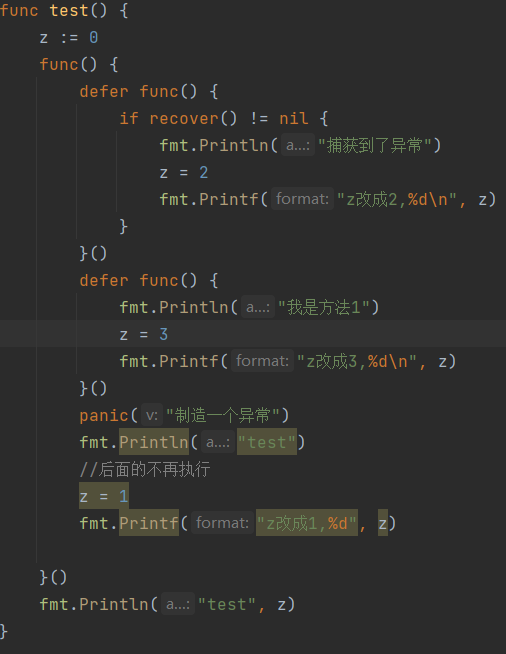 func test() {
    z := 0
    func() {
        defer func() {
            if recover() != nil {
                fmt.Println( a...: "捕获到了异常")
                z = 2
                fmt.Printf( format: "z改成2,%d\n", z)
            }
        }()
        defer func() {
            fmt.Println( a...: "我是方法1")
            z = 3
            fmt.Printf( format: "z改成3,%d\n", z)
        }()
        panic( v: "制造一个异常")
        fmt.Println( a...: "test")
        //后面的不再执行
        z = 1
        fmt.Printf( format: "z改成1,%d", z)
    }()
    fmt.Println( a...: "test", z)
}